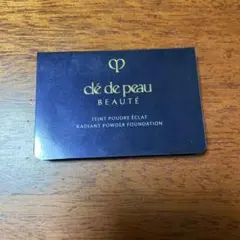 clé de peau
BEAUTÉ
TEINT POUDRE ÉCLAT
RADIANT POWDER FOUNDATION